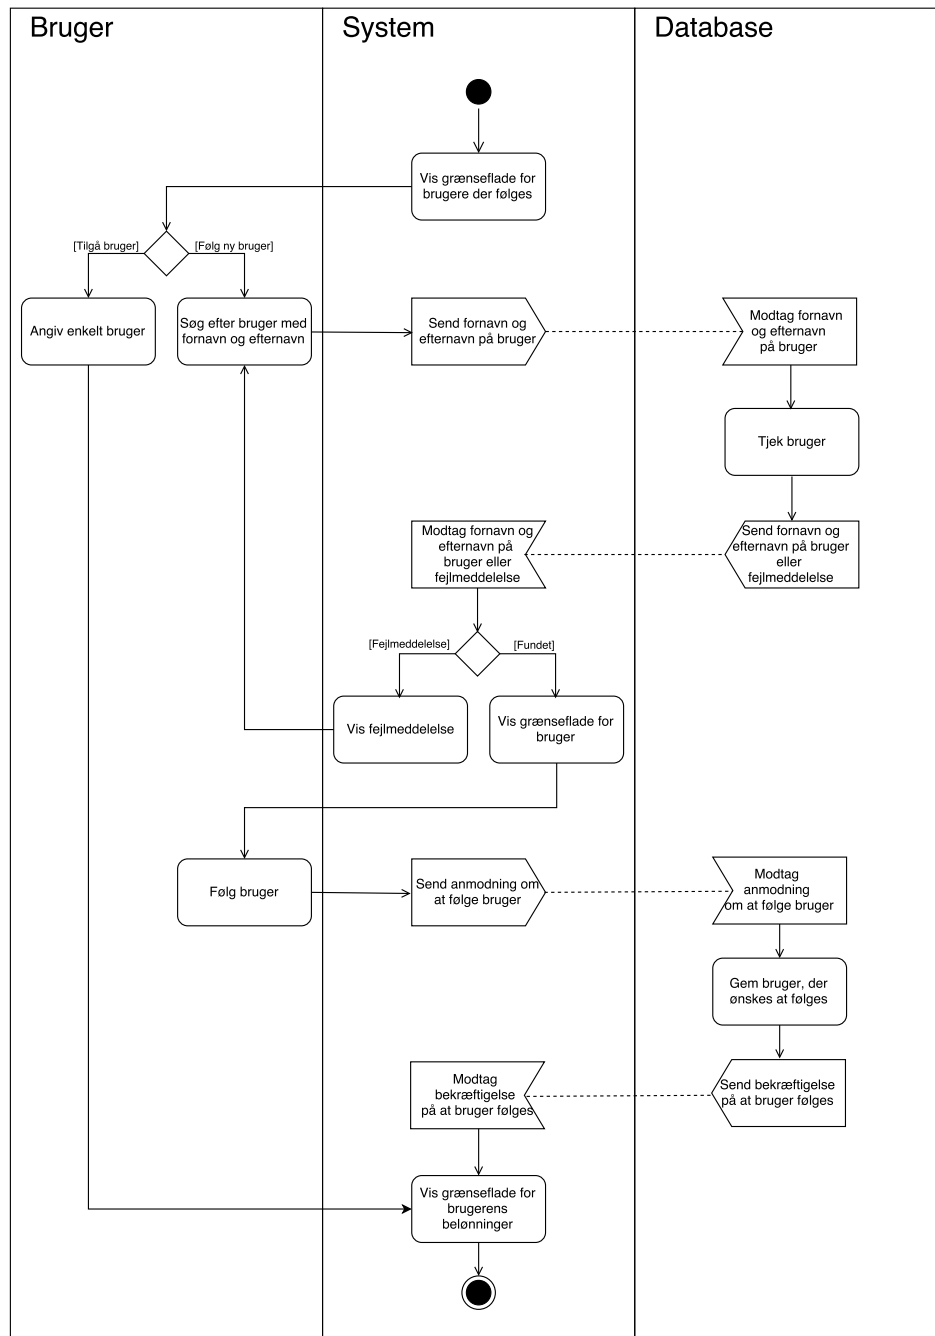 Bruger
System
Database
Vis grænseflade for
brugere der følges
[Tilgå bruger]
[Følg ny bruger]
Angiv enkelt bruger
Søg efter bruger med
fornavn og efternavn
Send fornavn og
efternavn på bruger
Modtag fornavn
og efternavn
på bruger
Tjek bruger
Modtag fornavn og
efternavn på
bruger eller
fejlmeddelelse
Send fornavn og
efternavn på bruger
eller
fejlmeddelelse
[Fejlmeddelelse]
[Fundet]
Vis fejlmeddelelse
Vis grænseflade for
bruger
Følg bruger
Send anmodning om
at følge bruger
Modtag
anmodning
om at følge bruger
Gem bruger, der
ønskes at følges
Modtag
bekræftigelse
på at bruger følges
Send bekræftigelse
på at bruger følges
Vis grænseflade for
brugerens
belønninger